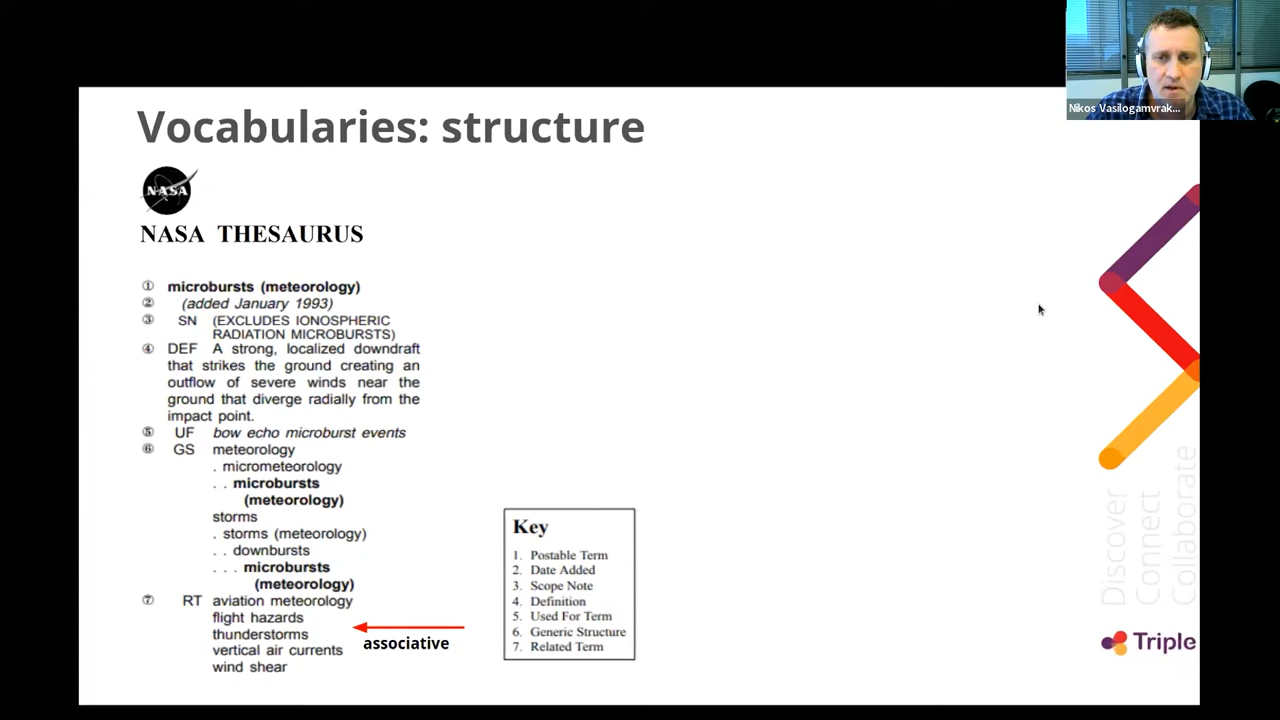 Nikos Vasilogamvrak...
Vocabularies: structure
NASA
NASA THESAURUS
① microbursts (meteorology)
② (added January 1993)
③ SN (EXCLUDES IONOSPHERIC
RADIATION MICROBURSTS)
④ DEF A strong, localized downdraft
that strikes the ground creating an
outflow of severe winds near the
ground that diverge radially from the
impact point.
⑤ UF bow echo microburst events
⑥ GS meteorology
. micrometeorology
. . microbursts
(meteorology)
storms
. storms (meteorology)
. . downbursts
. . . microbursts
(meteorology)
⑦ RT aviation meteorology
flight hazards
thunderstorms
vertical air currents
wind shear
associative
Key
1. Postable Term
2. Date Added
3. Scope Note
4. Definition
5. Used For Term
6. Generic Structure
7. Related Term
Discover
Connect
Collaborate
Triple